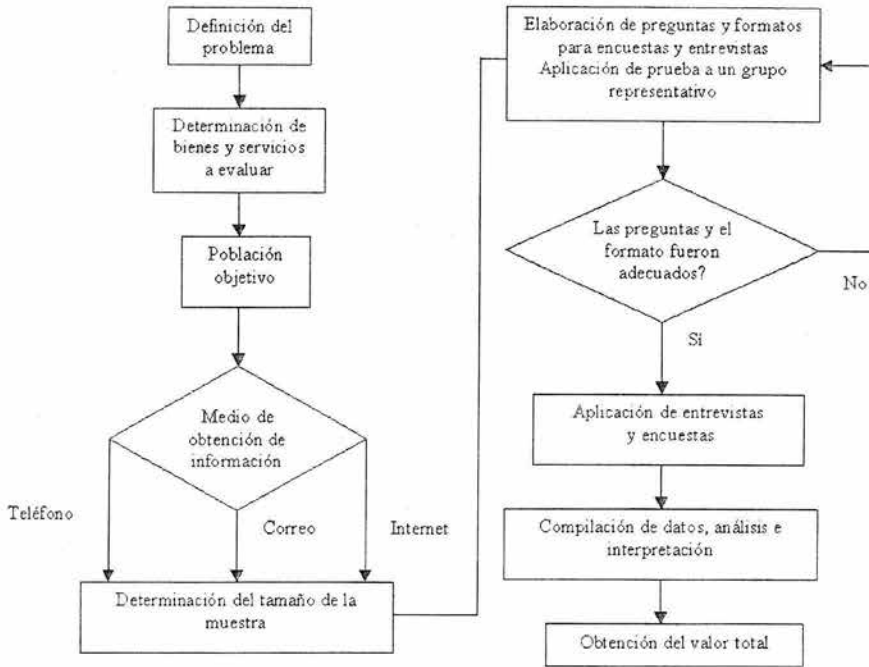 Definición del
problema
Determinación de
bienes y servicios
a evaluar
Población
objetivo
Medio de
obtención de
información
Teléfono
Correo
Internet
Determinación del tamaño de la
muestra
Elaboración de preguntas y formatos
para encuestas y entrevistas
Aplicación de prueba a un grupo
representativo
Las preguntas y el
formato fueron
adecuados?
No
Si
Aplicación de entrevistas
y encuestas
Compilación de datos, análisis e
interpretación
Obtención del valor total